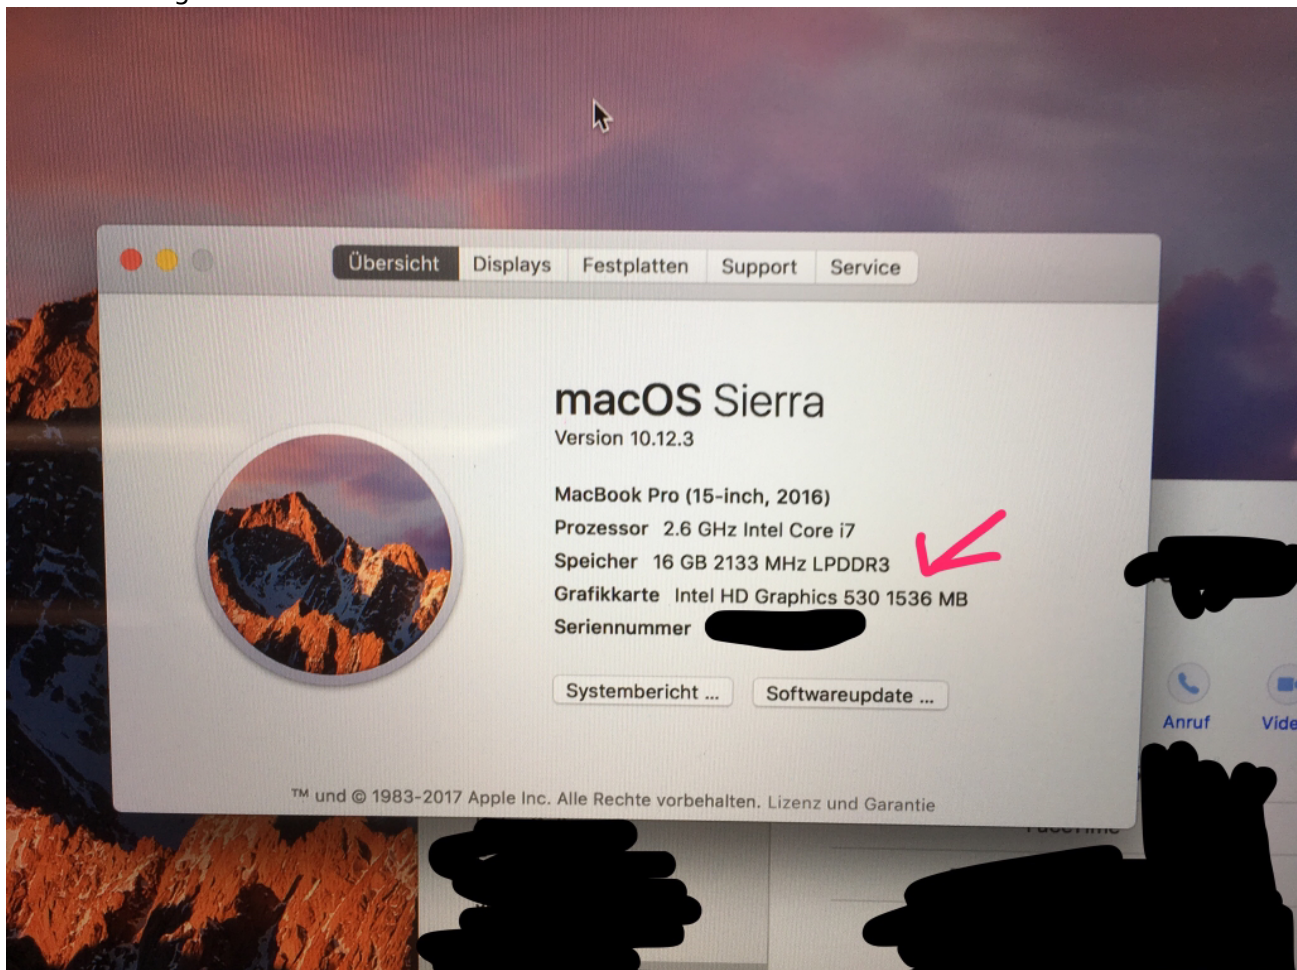 Übersicht Displays Festplatten Support Service
macOS Sierra
Version 10.12.3
MacBook Pro (15-inch, 2016)
Prozessor 2.6 GHz Intel Core i7
Speicher 16 GB 2133 MHz LPDDR3
Grafikkarte Intel HD Graphics 530 1536 MB
Seriennummer
Systembericht ... Softwareupdate ...
Anruf
™ und © 1983-2017 Apple Inc. Alle Rechte vorbehalten. Lizenz und Garantie
FaceTime